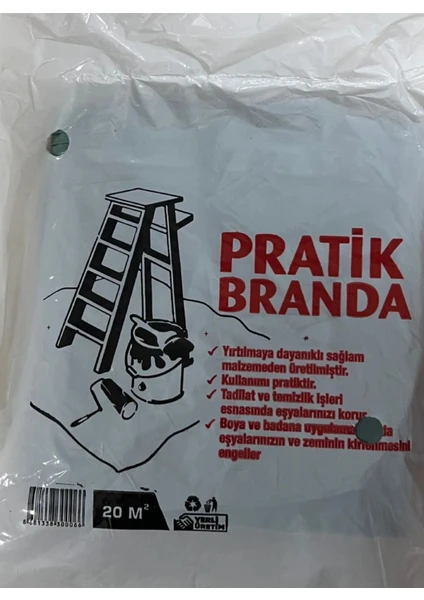 PRATİK
BRANDA
✓ Yırtılmaya dayanıklı sağlam
malzemeden üretilmiştir.
✓ Kullanımı pratiktir.
✓ Tadilat ve temizlik işleri
esnasında eşyalarınızı korur
✓ Boya ve badana
eşyalarınızın ve zeminin kirlenmesini
engeller
20 M²
YERLİ
ÜRETİM